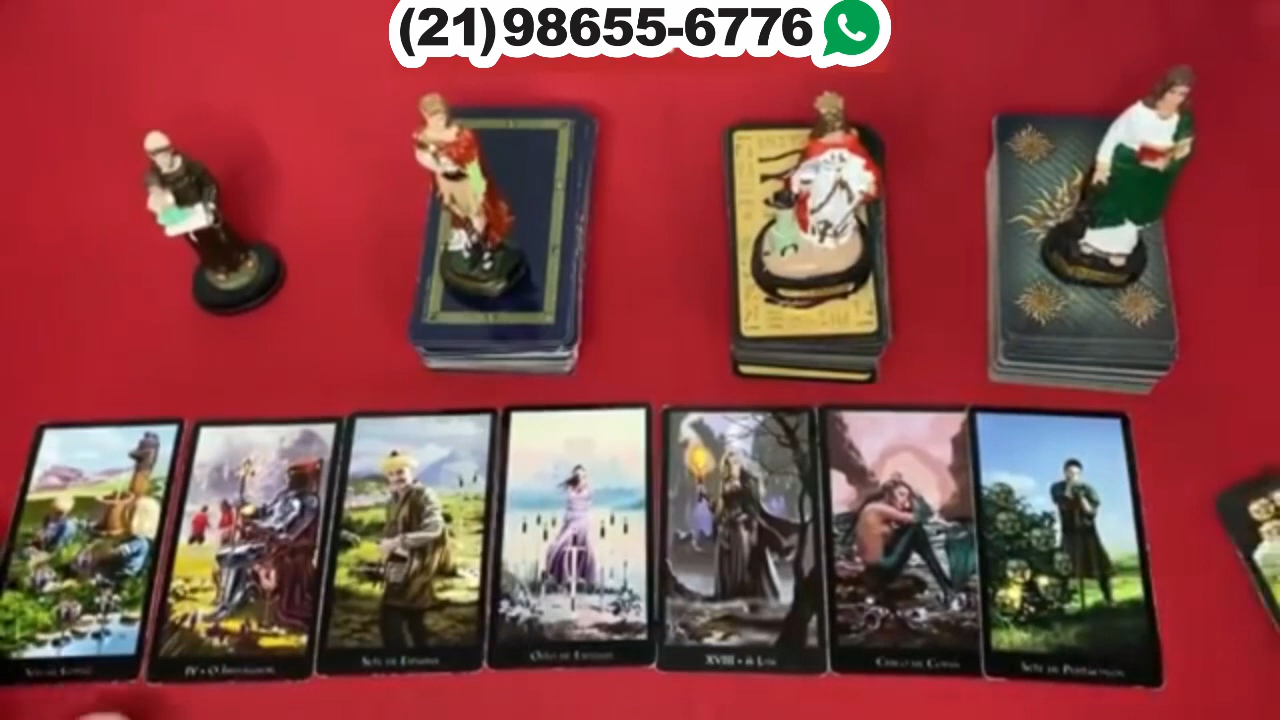 (21)98655-6776
IV • O Imperador
Sete de Espadas
Oito de Espadas
XVIII • A Lua
Cinco de Copas
Sete de Pentáculos